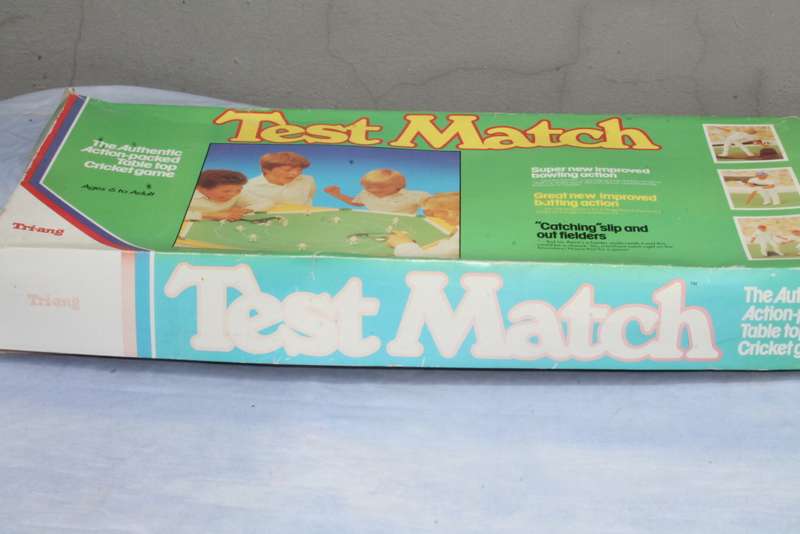 Test Match
The Authentic
Action-packed
Table top
Cricket game
Ages 6 to Adult
Tri-ang
Super new improved
bowling action
Great new improved
batting action
"Catching" slip and
out fielders
Tri-ang
Test Match
TM
The Aut
Action-p
Table to
Cricket g